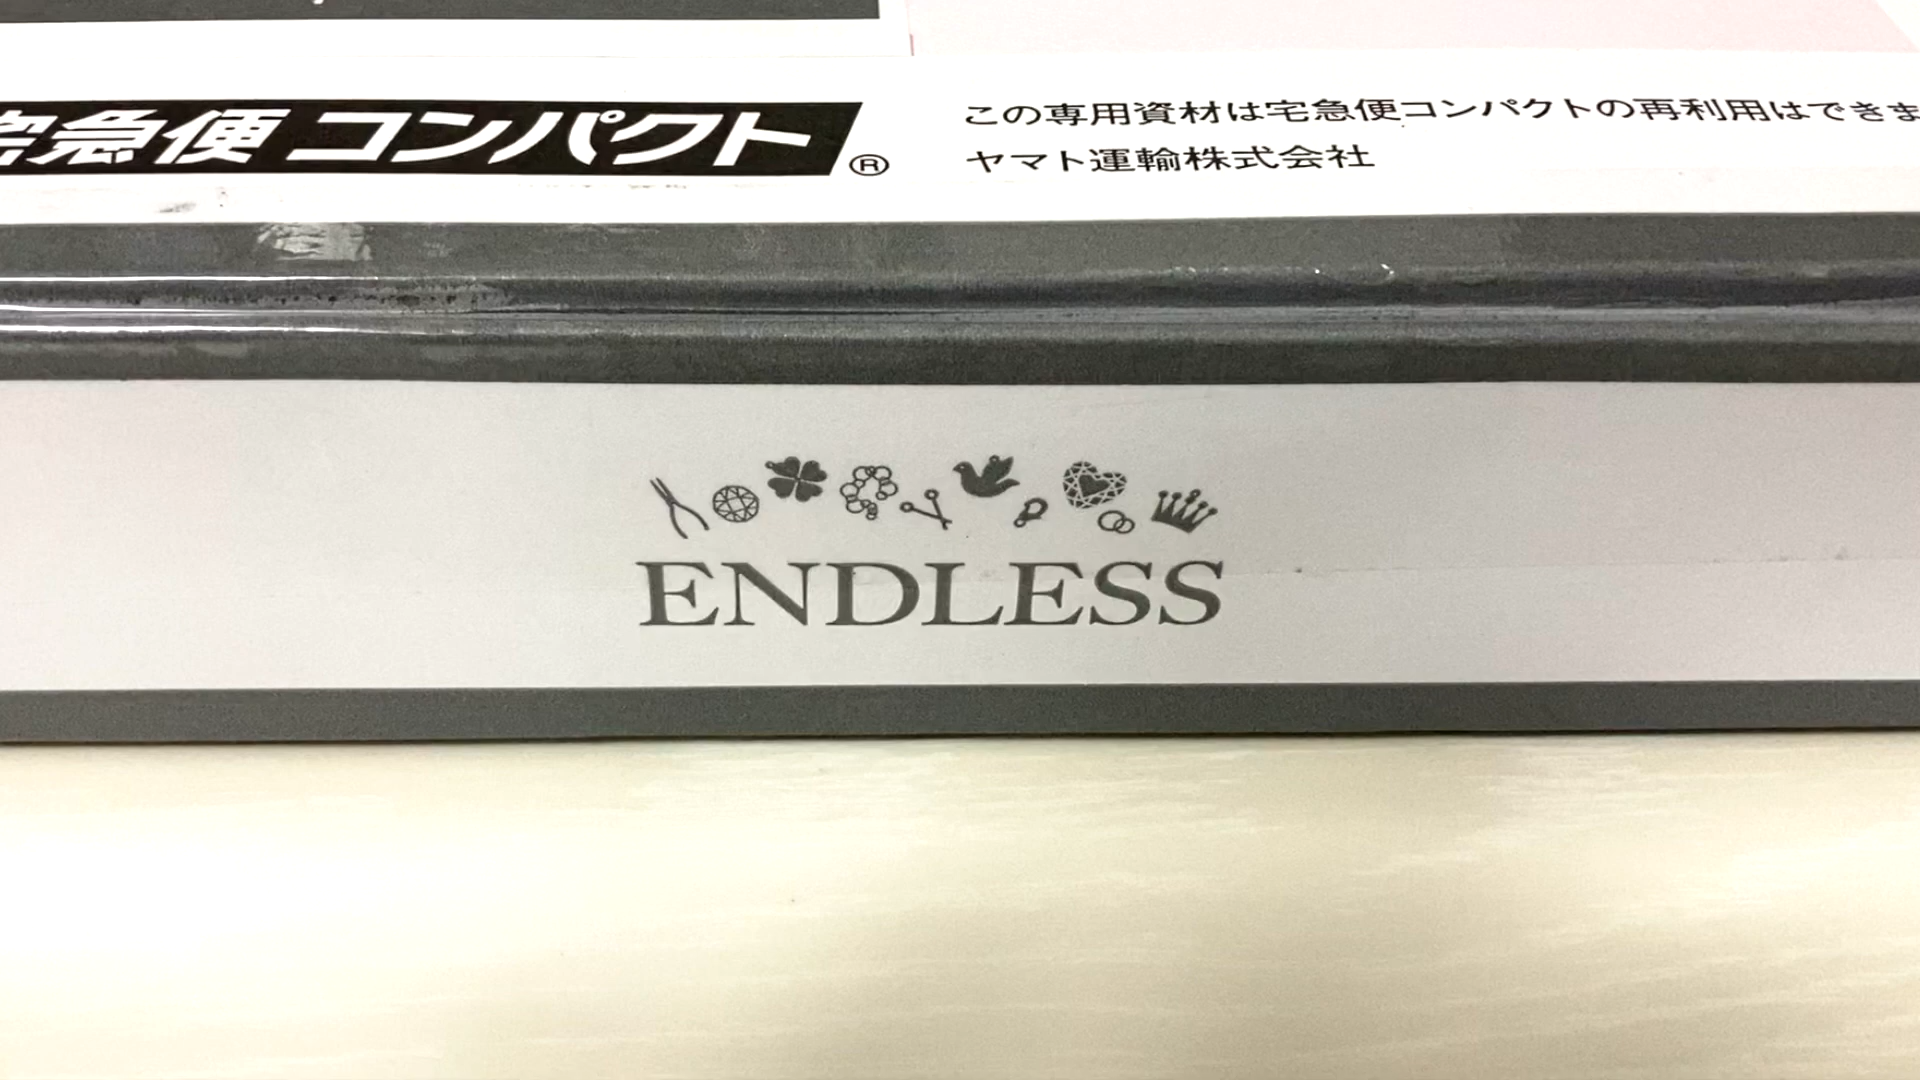 宅急便 コンパクト ®
この専用資材は宅急便コンパクトの再利用はできま
ヤマト運輸株式会社
ENDLESS